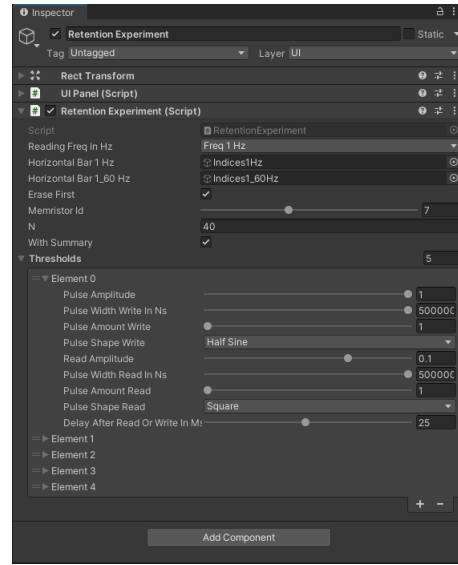 Inspector
Retention Experiment Static
Tag Untagged Layer UI
Rect Transform
UI Panel (Script)
# Retention Experiment (Script)
Script RetentionExperiment
Reading Freq In Hz Freq 1 Hz
Horizontal Bar 1 Hz Indices1Hz
Horizontal Bar 1_60 Hz Indices1_60Hz
Erase First
Memristor Id 7
N 40
With Summary
Thresholds 5
Element 0
Pulse Amplitude 1
Pulse Width Write In Ns 500000
Pulse Amount Write 1
Pulse Shape Write Half Sine
Read Amplitude 0.1
Pulse Width Read In Ns 500000
Pulse Amount Read 1
Pulse Shape Read Square
Delay After Read Or Write In Ms 25
Element 1
Element 2
Element 3
Element 4
+ -
Add Component